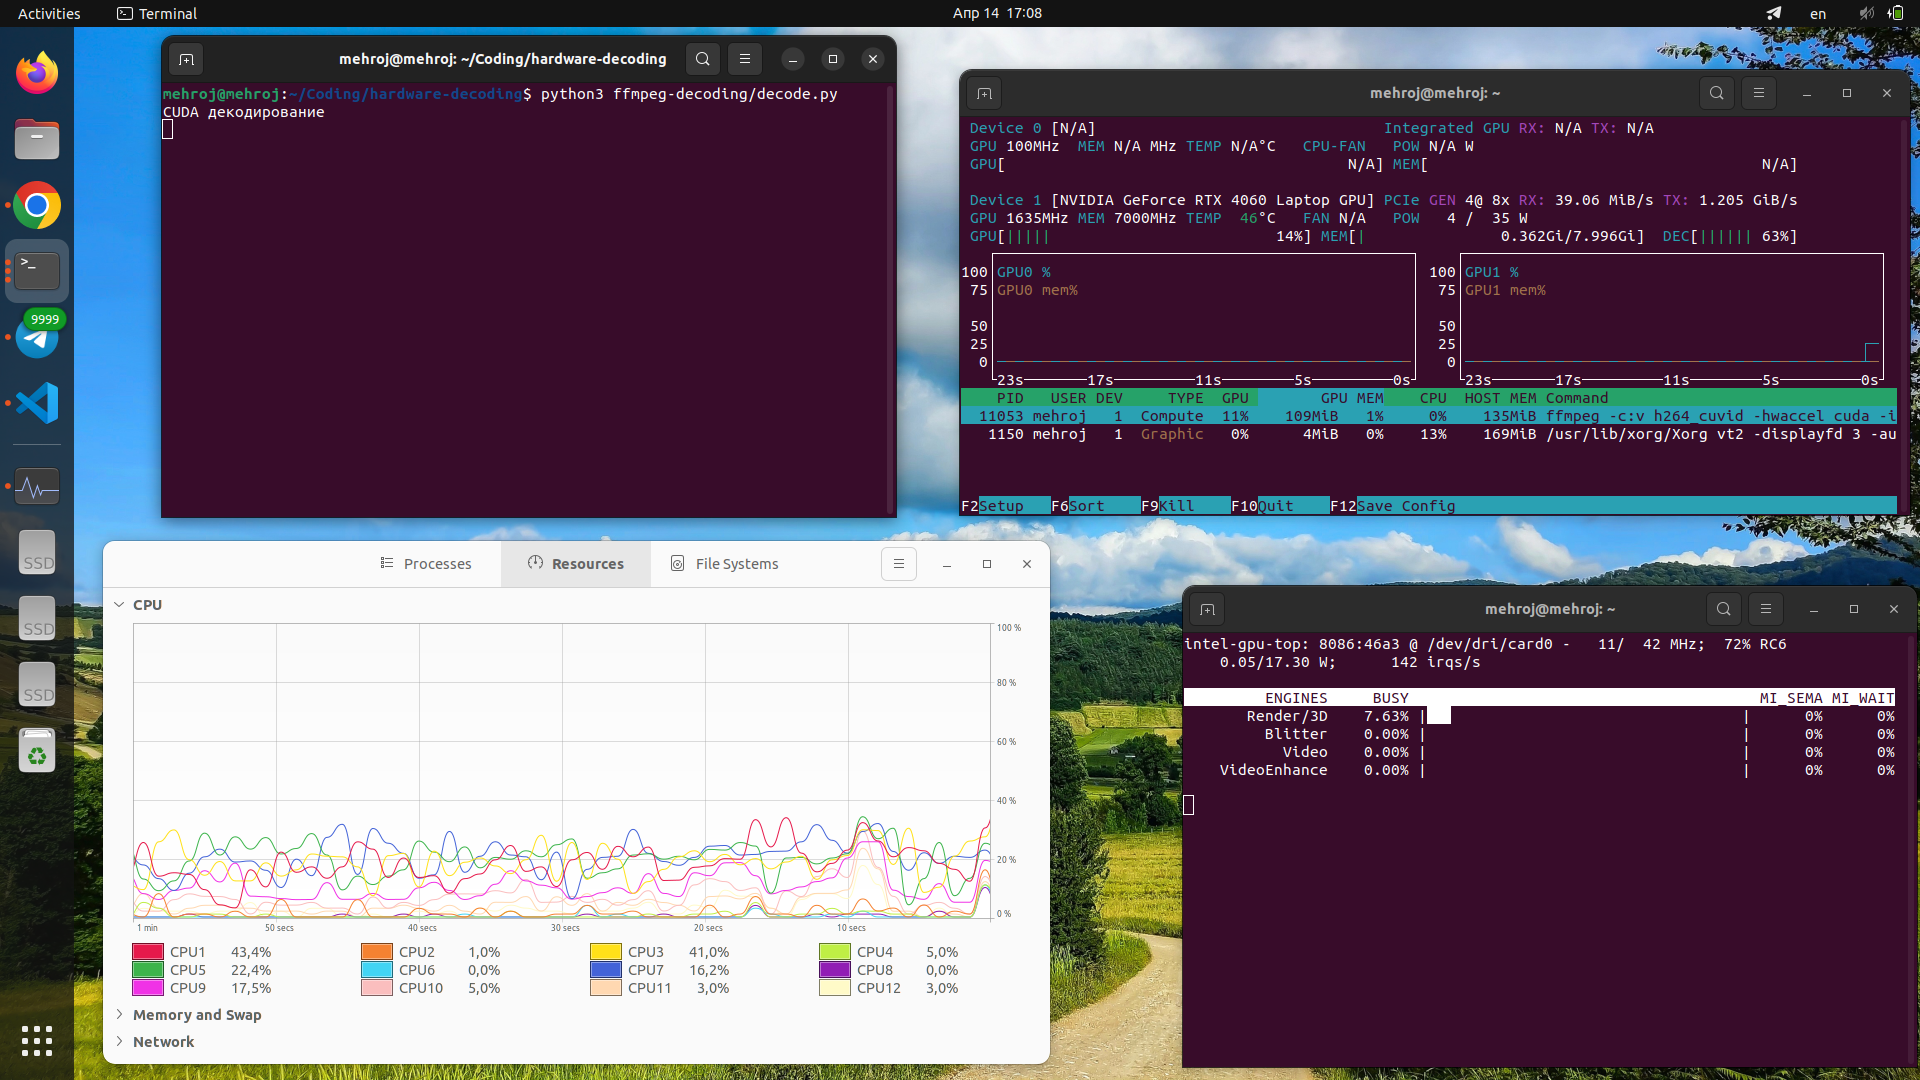 Activities
Terminal
Апр 14 17:08
en
9999
SSD
SSD
SSD
mehroj@mehroj: ~/Coding/hardware-decoding
mehroj@mehroj:~/Coding/hardware-decoding$ python3 ffmpeg-decoding/decode.py
CUDA декодирование
mehroj@mehroj: ~
Device 0 [N/A] Integrated GPU RX: N/A TX: N/A
GPU 100MHz MEM N/A MHz TEMP N/A°C CPU-FAN POW N/A W
GPU[ N/A] MEM[ N/A]
Device 1 [NVIDIA GeForce RTX 4060 Laptop GPU] PCIe GEN 4@ 8x RX: 39.06 MiB/s TX: 1.205 GiB/s
GPU 1635MHz MEM 7000MHz TEMP 46°C FAN N/A POW 4 / 35 W
GPU[||||| 14%] MEM[| 0.362Gi/7.996Gi] DEC[|||||| 63%]
100 GPU0 %
75 GPU0 mem%
50
25
0
23s 17s 11s 5s 0s
100 GPU1 %
75 GPU1 mem%
50
25
0
23s 17s 11s 5s 0s
PID USER DEV TYPE GPU GPU MEM CPU HOST MEM Command
11053 mehroj 1 Compute 11% 109MiB 1% 0% 135MiB ffmpeg -c:v h264_cuvid -hwaccel cuda -i
1150 mehroj 1 Graphic 0% 4MiB 0% 13% 169MiB /usr/lib/xorg/Xorg vt2 -displayfd 3 -au
F2Setup F6Sort F9Kill F10Quit F12Save Config
Processes
Resources
File Systems
CPU
100 %
80 %
60 %
40 %
20 %
0 %
1 min 50 secs 40 secs 30 secs 20 secs 10 secs
CPU1 43,4% CPU2 1,0% CPU3 41,0% CPU4 5,0%
CPU5 22,4% CPU6 0,0% CPU7 16,2% CPU8 0,0%
CPU9 17,5% CPU10 5,0% CPU11 3,0% CPU12 3,0%
Memory and Swap
Network
mehroj@mehroj: ~
intel-gpu-top: 8086:46a3 @ /dev/dri/card0 - 11/ 42 MHz; 72% RC6
0.05/17.30 W; 142 irqs/s
ENGINES BUSY MI_SEMA MI_WAIT
Render/3D 7.63% | | 0% 0%
Blitter 0.00% | | 0% 0%
Video 0.00% | | 0% 0%
VideoEnhance 0.00% | | 0% 0%